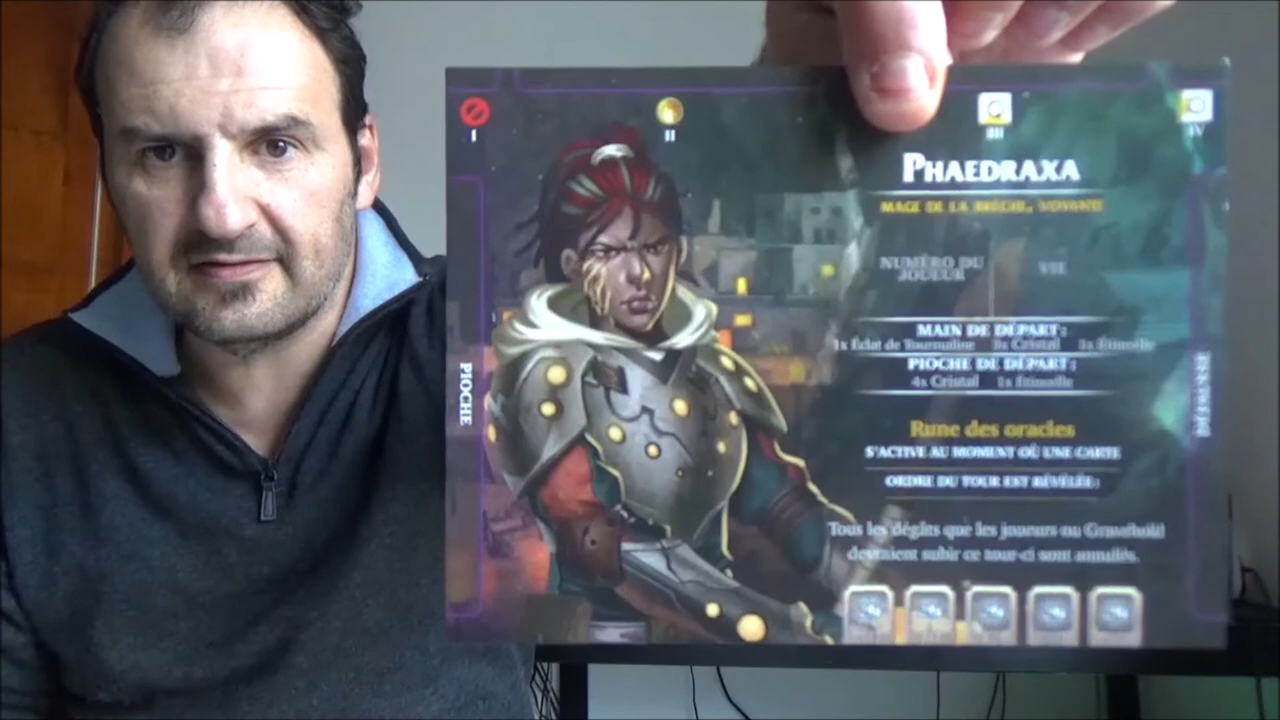 I
II
III
IV
PHAEDRAXA
MAGE DE LA BRÈCHE, VOYANTE
NUMÉRO DU
JOUEUR
VIE
MAIN DE DÉPART :
1x Éclat de Tourmaline 3x Cristal 1x Étincelle
PIOCHE DE DÉPART :
4x Cristal 1x Étincelle
Rune des oracles
S'ACTIVE AU MOMENT OÙ UNE CARTE
ORDRE DU TOUR EST RÉVÉLÉE :
Tous les dégâts que les joueurs ou Gravehold
devraient subir ce tour-ci sont annulés.
PIOCHE
DÉFAUSSE